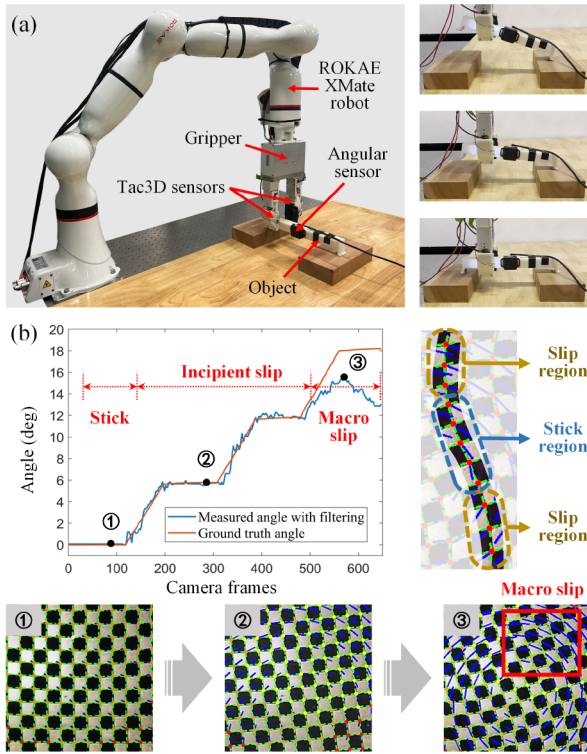 (a)
ROKAE
ROKAE
XMate
robot
Gripper
Angular
sensor
Tac3D sensors
Object
(b)
20
18
16
14
12
10
8
6
4
2
0
Angle (deg)
0 100 200 300 400 500 600
Camera frames
Stick
Incipient slip
Macro
slip
①
②
③
Measured angle with filtering
Ground truth angle
Slip
region
Stick
region
Slip
region
Macro slip
①
②
③